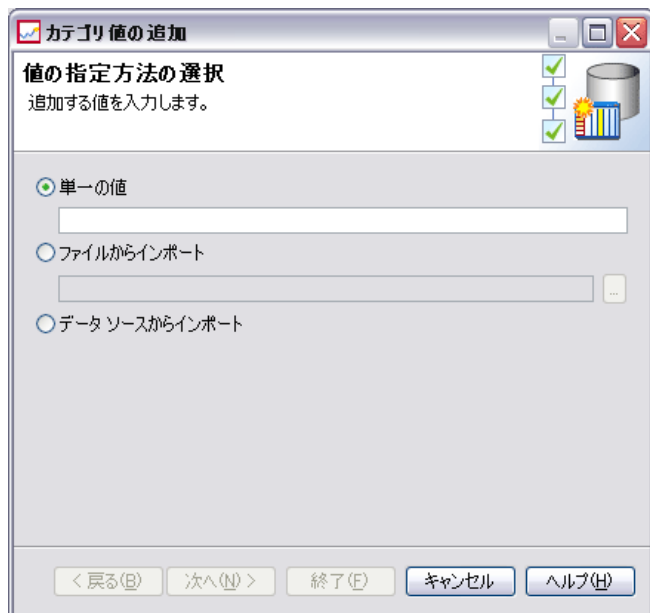 カテゴリ値の追加
値の指定方法の選択
追加する値を入力します。
単一の値
ファイルからインポート
...
データ ソースからインポート
< 戻る(B) 次へ(N) > 終了(F) キャンセル ヘルプ(H)